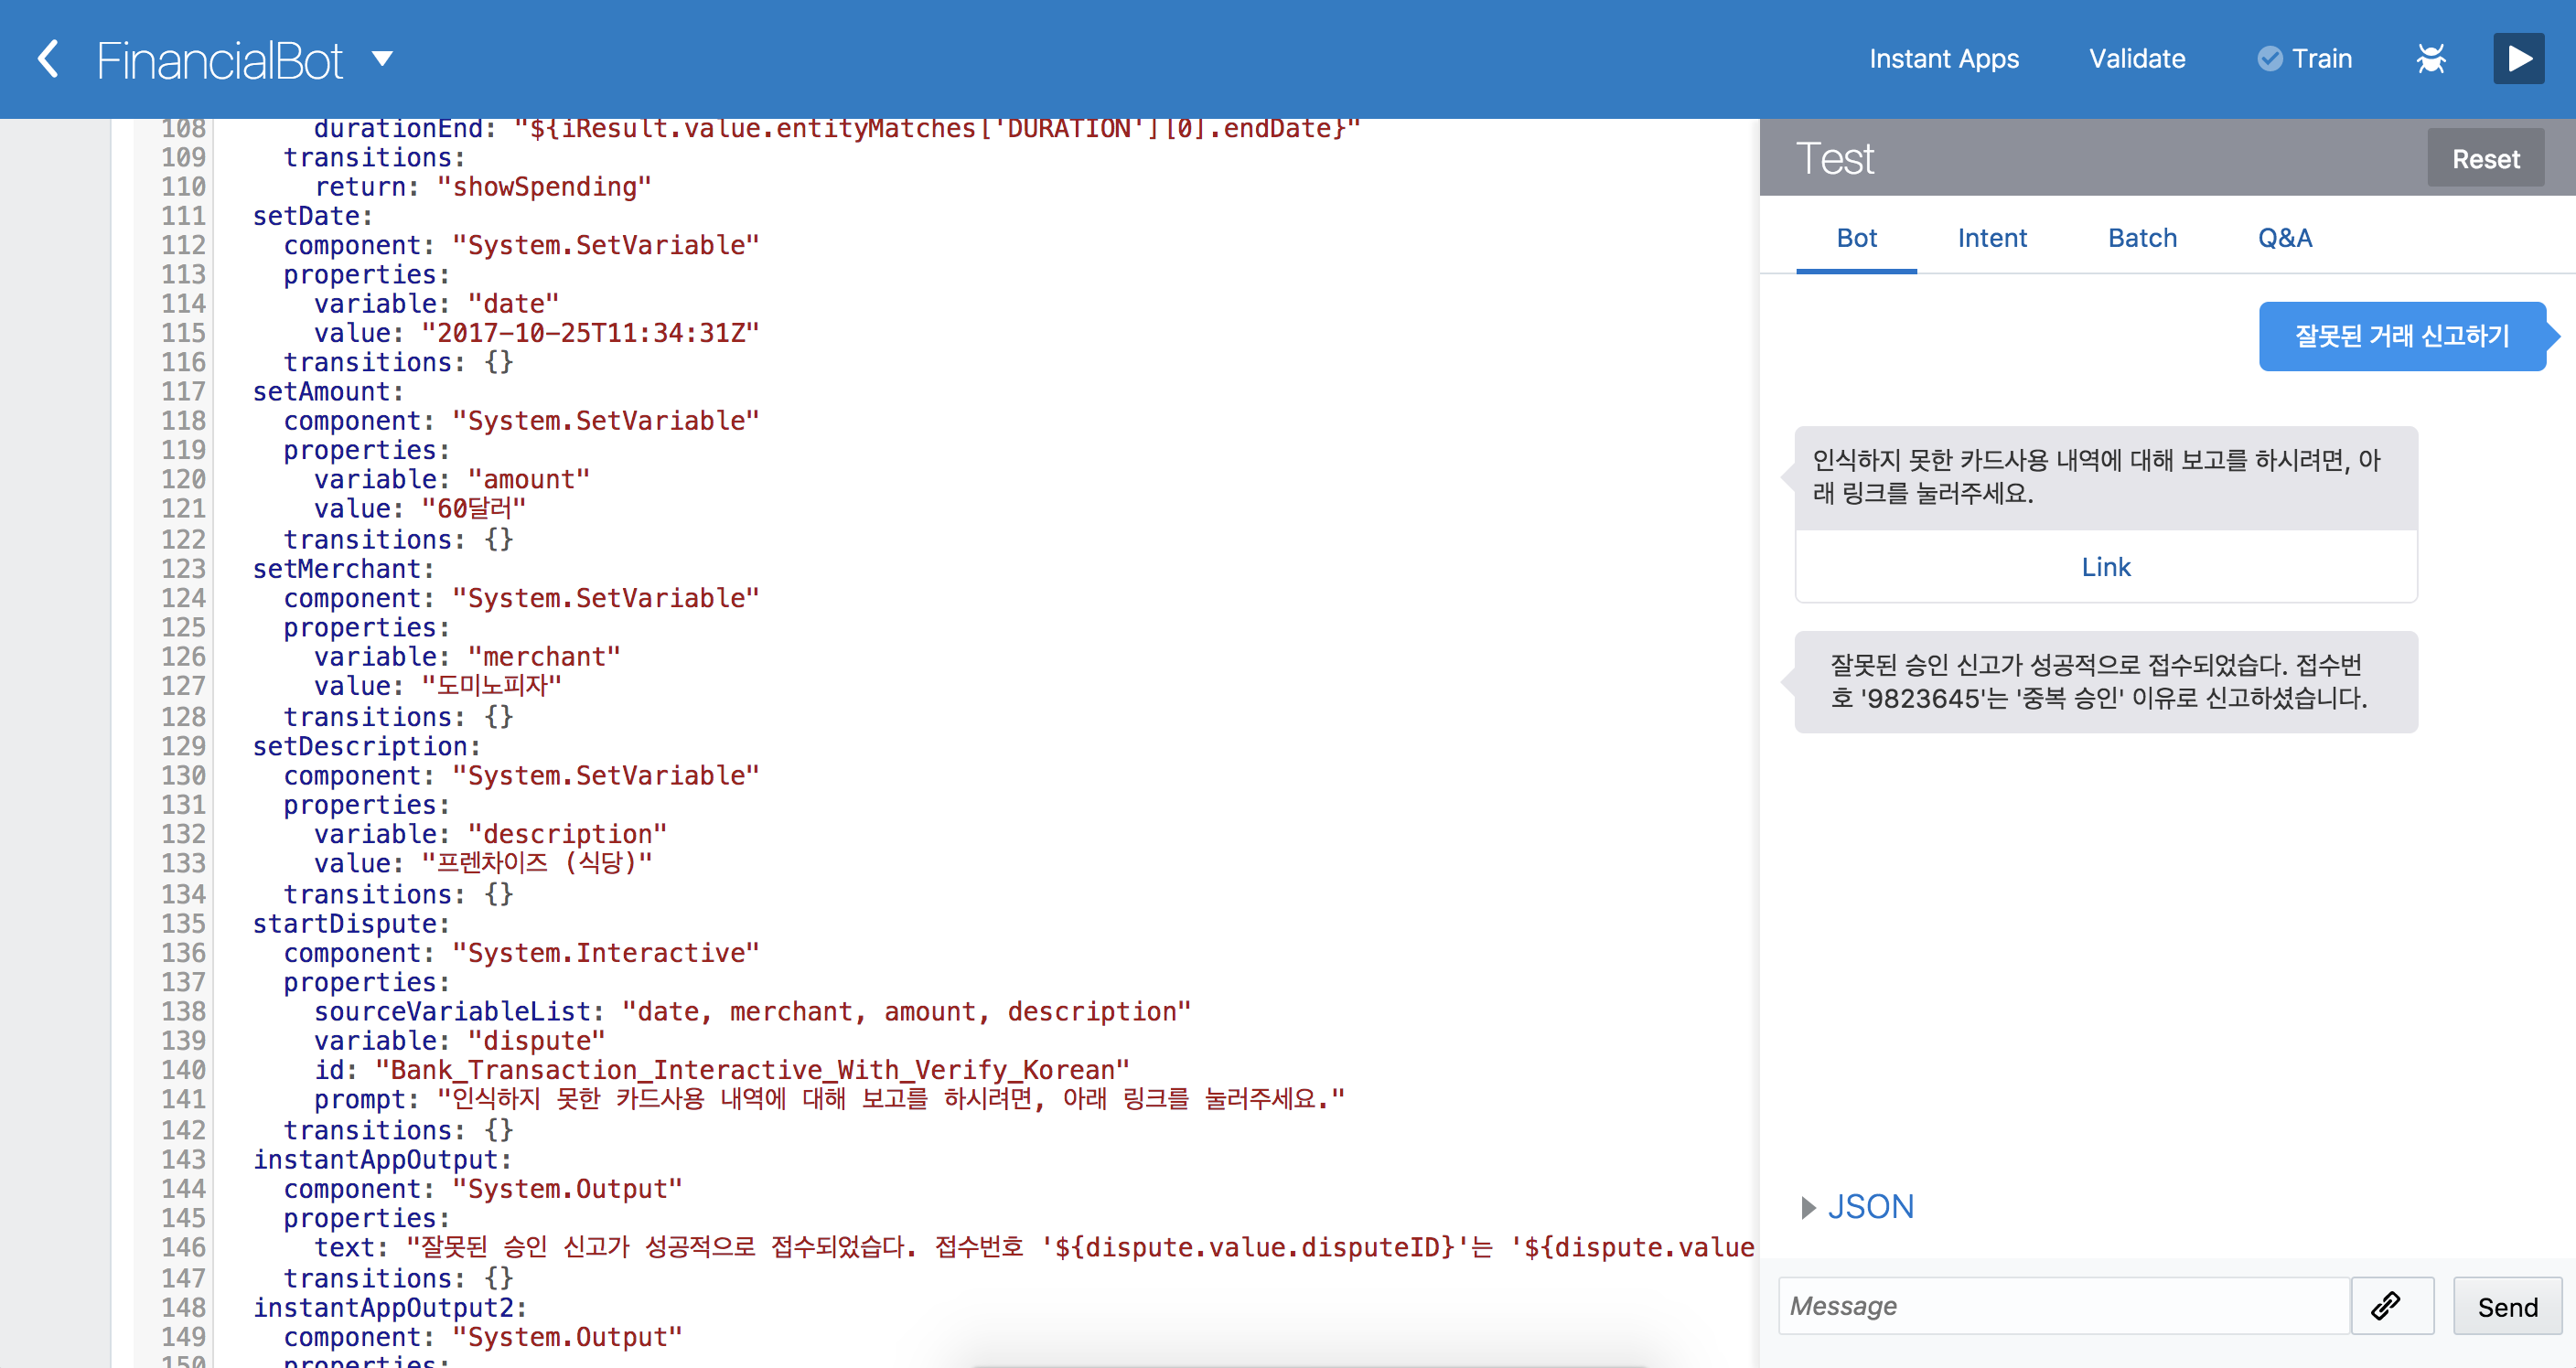 FinancialBot
Instant Apps
Validate
Train
108 durationEnd: "${iResult.value.entityMatches['DURATION'][0].endDate}"
109 transitions:
110 return: "showSpending"
111 setDate:
112 component: "System.SetVariable"
113 properties:
114 variable: "date"
115 value: "2017-10-25T11:34:31Z"
116 transitions: {}
117 setAmount:
118 component: "System.SetVariable"
119 properties:
120 variable: "amount"
121 value: "60달러"
122 transitions: {}
123 setMerchant:
124 component: "System.SetVariable"
125 properties:
126 variable: "merchant"
127 value: "도미노피자"
128 transitions: {}
129 setDescription:
130 component: "System.SetVariable"
131 properties:
132 variable: "description"
133 value: "프렌차이즈 (식당)"
134 transitions: {}
135 startDispute:
136 component: "System.Interactive"
137 properties:
138 sourceVariableList: "date, merchant, amount, description"
139 variable: "dispute"
140 id: "Bank_Transaction_Interactive_With_Verify_Korean"
141 prompt: "인식하지 못한 카드사용 내역에 대해 보고를 하시려면, 아래 링크를 눌러주세요."
142 transitions: {}
143 instantAppOutput:
144 component: "System.Output"
145 properties:
146 text: "잘못된 승인 신고가 성공적으로 접수되었습다. 접수번호 '${dispute.value.disputeID}'는 '${dispute.value
147 transitions: {}
148 instantAppOutput2:
149 component: "System.Output"
150 properties:
Test
Reset
Bot
Intent
Batch
Q&A
잘못된 거래 신고하기
인식하지 못한 카드사용 내역에 대해 보고를 하시려면, 아
래 링크를 눌러주세요.
Link
잘못된 승인 신고가 성공적으로 접수되었습다. 접수번
호 '9823645'는 '중복 승인' 이유로 신고하셨습니다.
JSON
Message
Send